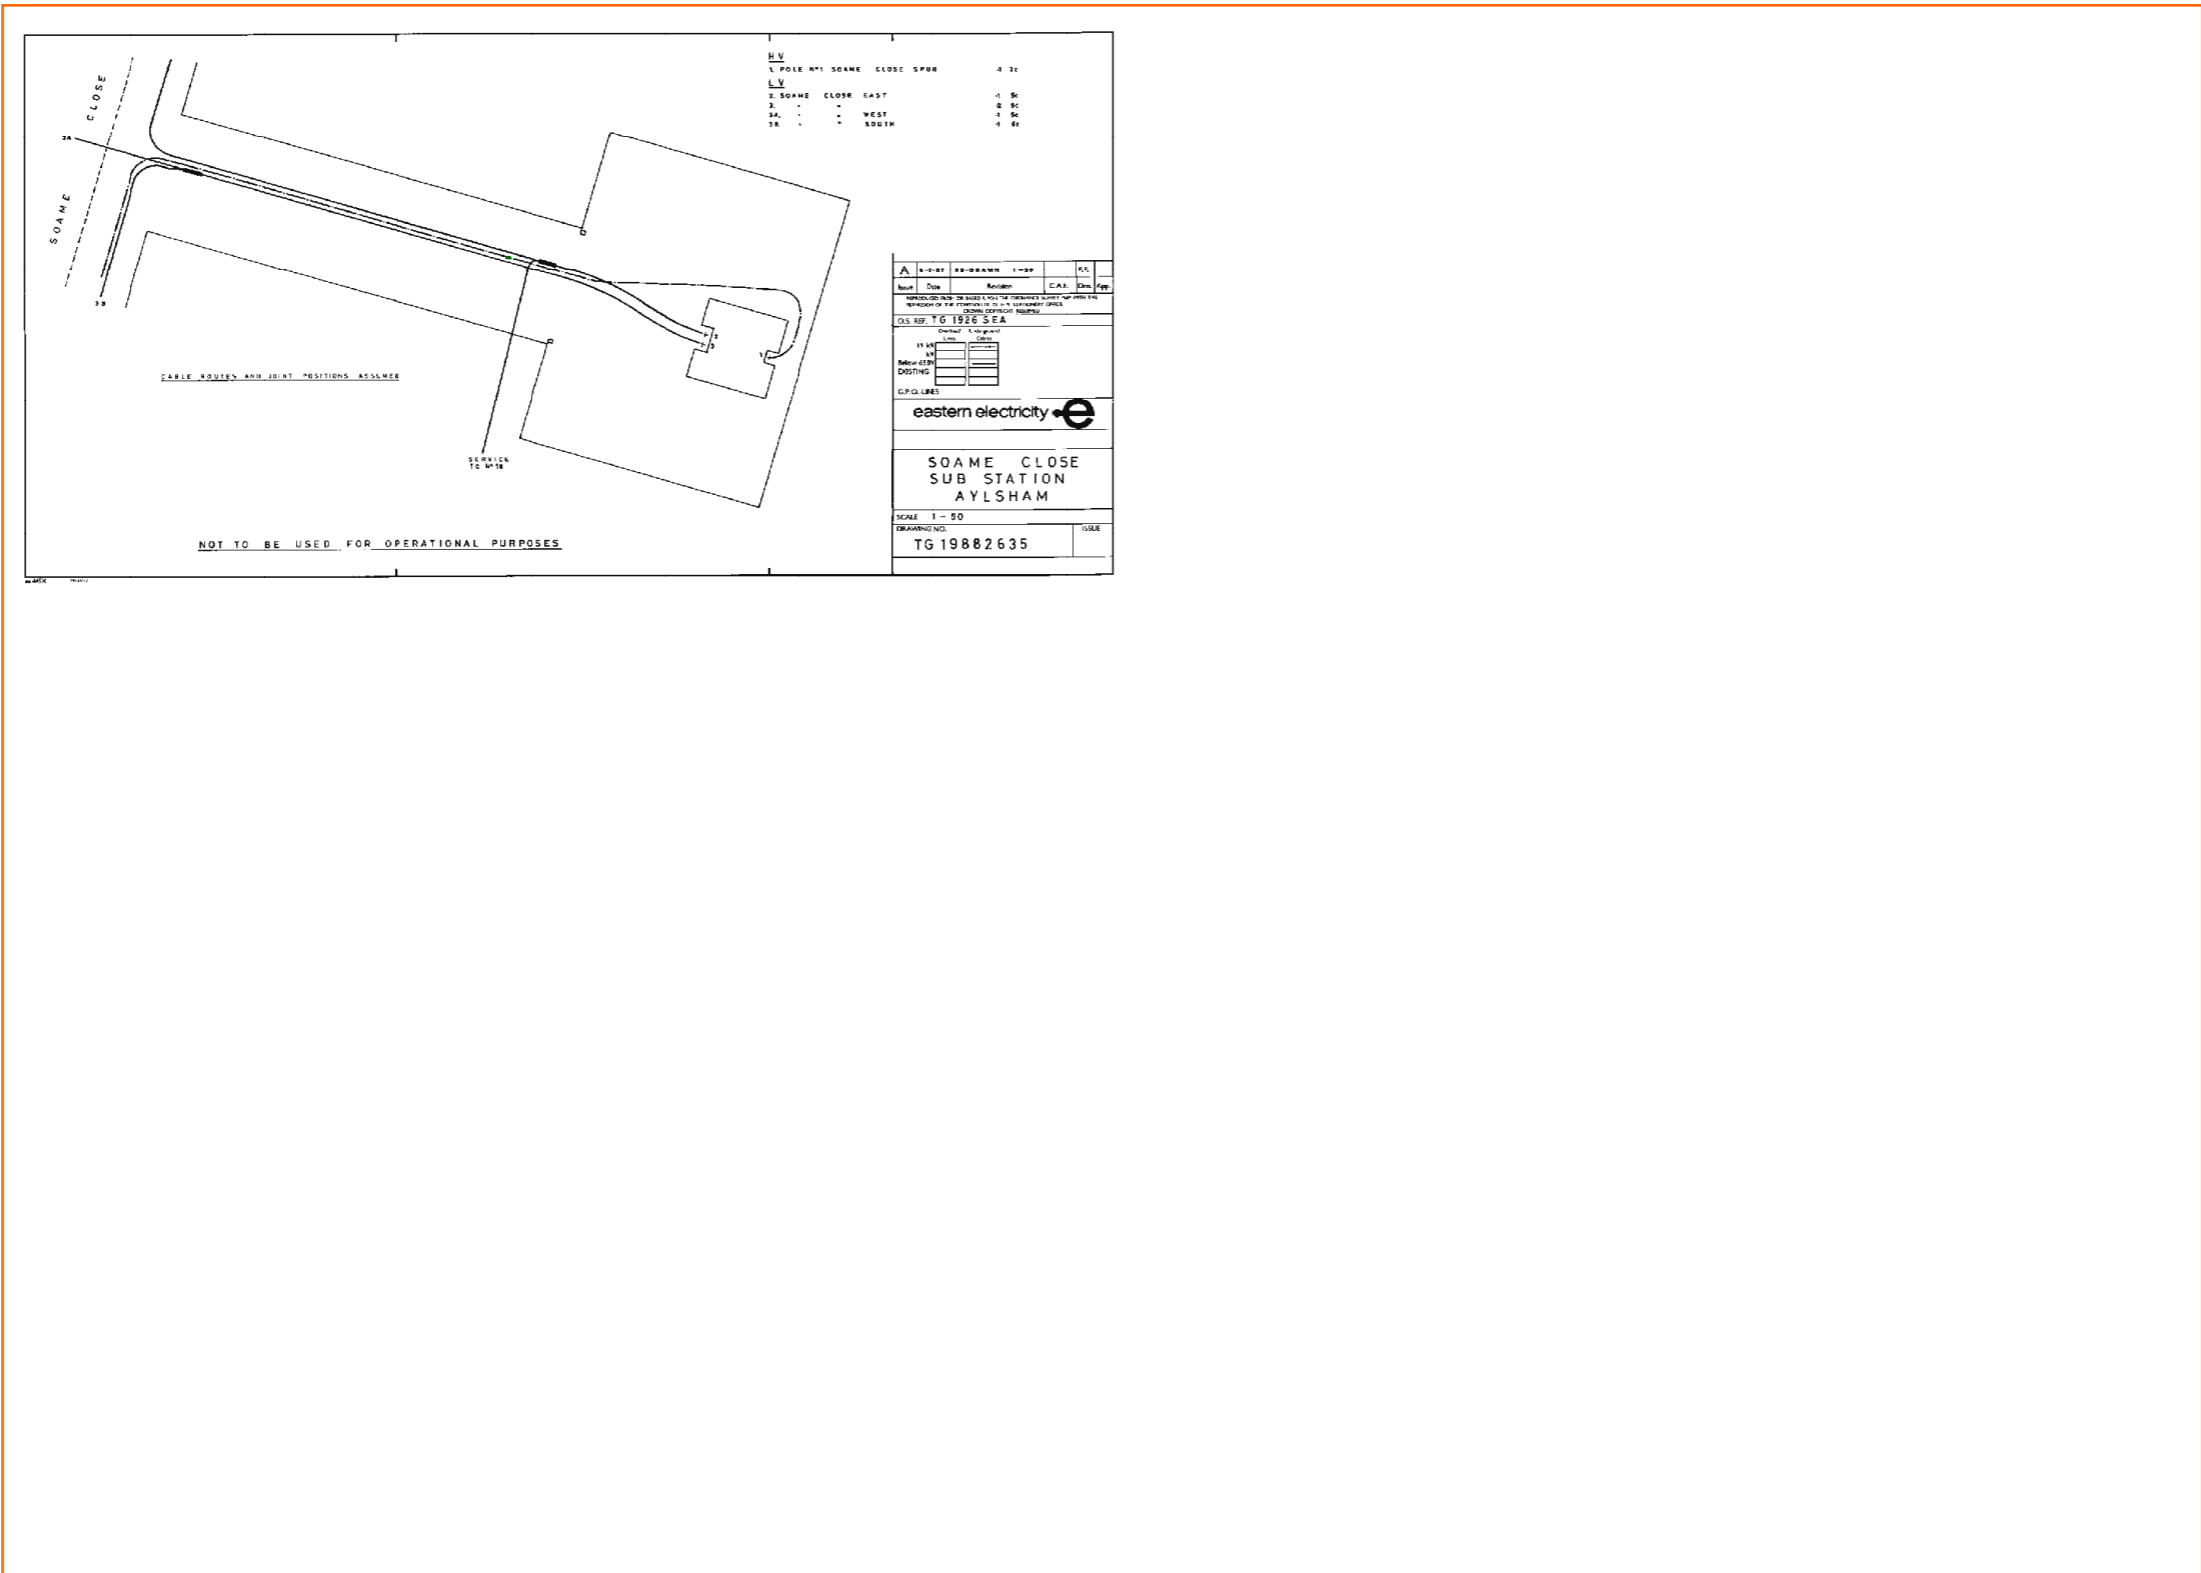 CLOSE
SOAME
3A
3B
H V
1. POLE Nº1 SOAME CLOSE SPUR
L V
2. SOAME CLOSE EAST
3. " "
3A. " " WEST
3B. " " SOUTH
2
3
1
CABLE ROUTES AND JOINT POSITIONS ASSUMED
SERVICE
TO Nº
NOT TO BE USED FOR OPERATIONAL PURPOSES
A RE-DRAWN 1-50
Issue Date Revision C.A.E. Drn. App.
O.S. REF. TG 1926 SEA
Overhead Underground
Lines Cables
11 kV
kV
Below 650V
EXISTING
G.P.O. LINES
eastern electricity e
SOAME CLOSE
SUB STATION
AYLSHAM
SCALE 1 - 50
DRAWING NO. ISSUE
TG 19882635